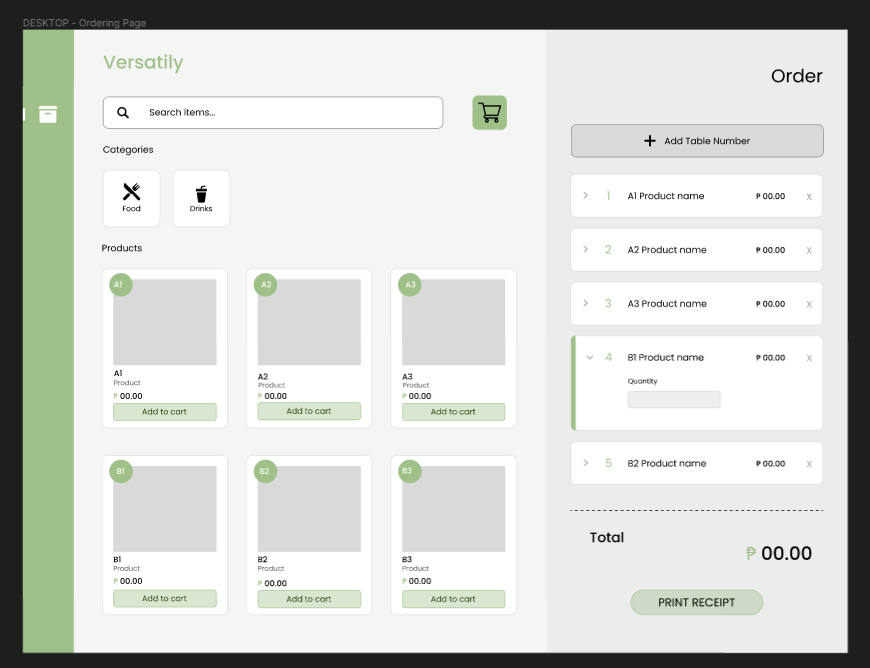 DESKTOP - Ordering Page
Versatily
Search items...
Categories
Food
Drinks
Products
A1
A2
A3
A1
Product
₱ 00.00
Add to cart
A2
Product
₱ 00.00
Add to cart
A3
Product
₱ 00.00
Add to cart
B1
B2
B3
B1
Product
₱ 00.00
Add to cart
B2
Product
₱ 00.00
Add to cart
B3
Product
₱ 00.00
Add to cart
Order
+ Add Table Number
> 1 A1 Product name ₱ 00.00 x
> 2 A2 Product name ₱ 00.00 x
> 3 A3 Product name ₱ 00.00 x
4 B1 Product name ₱ 00.00 x
Quantity
> 5 B2 Product name ₱ 00.00 x
Total
₱ 00.00
PRINT RECEIPT